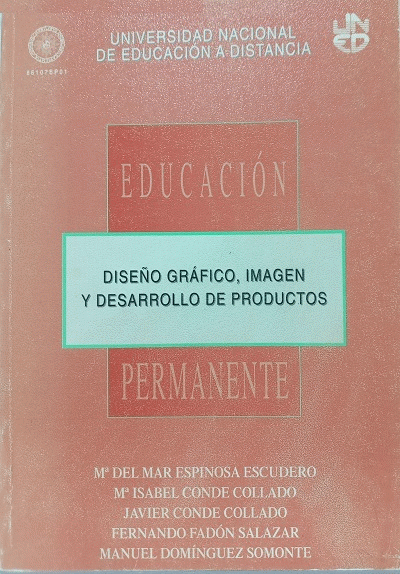 UNIVERSIDAD NACIONAL
DE EDUCACIÓN A DISTANCIA
UNED
EDUCACIÓN
DISEÑO GRÁFICO, IMAGEN
Y DESARROLLO DE PRODUCTOS
PERMANENTE
Mª DEL MAR ESPINOSA ESCUDERO
Mª ISABEL CONDE COLLADO
JAVIER CONDE COLLADO
FERNANDO FADÓN SALAZAR
MANUEL DOMÍNGUEZ SOMONTE